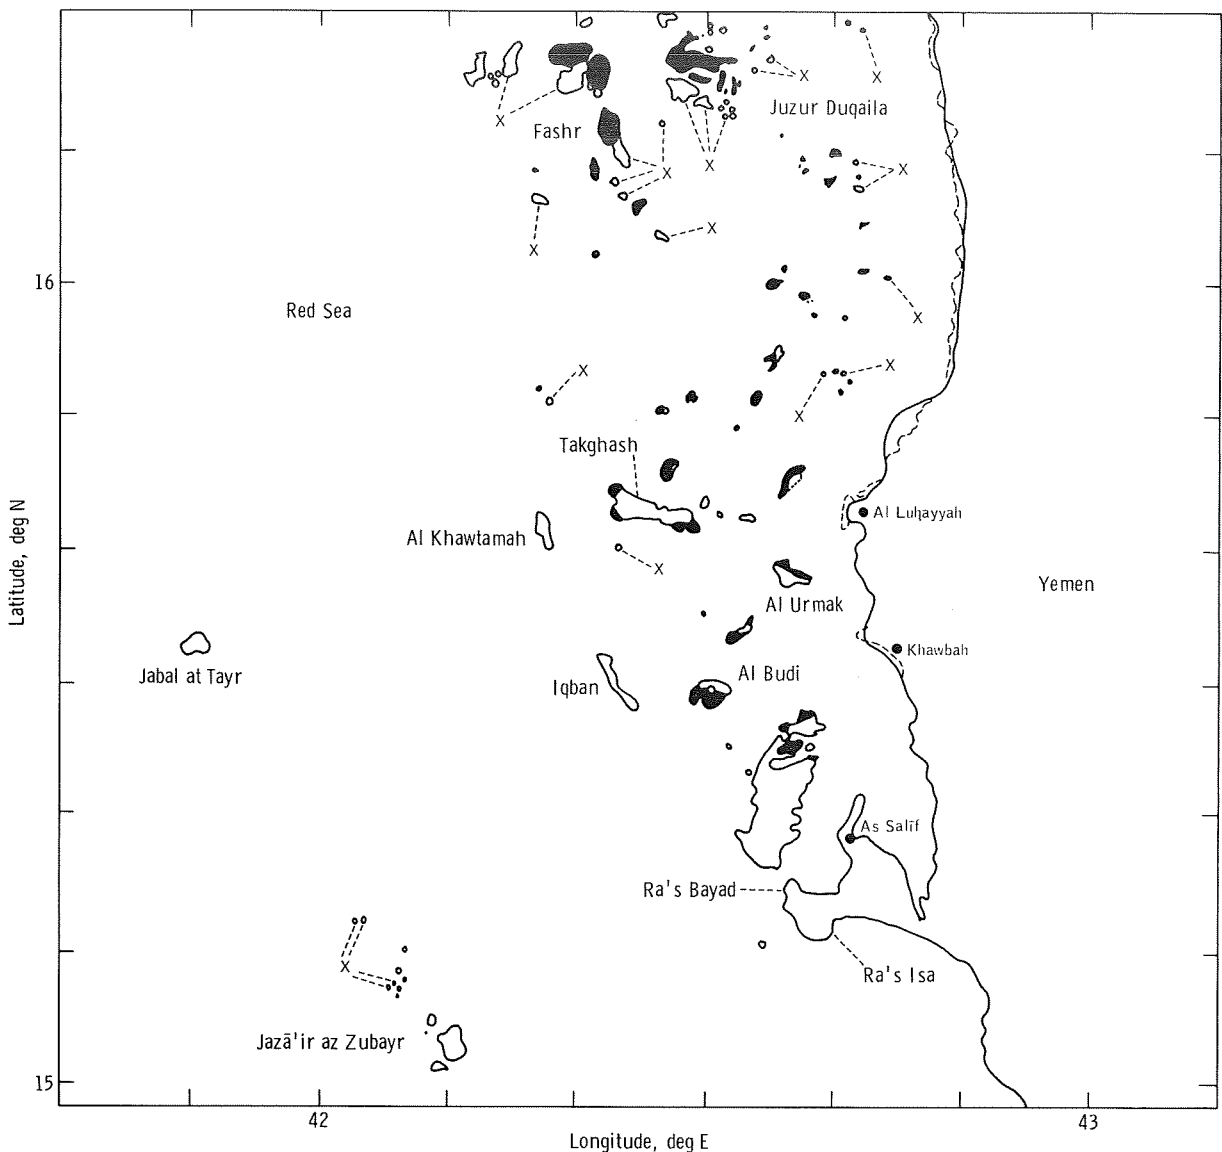 X
X
X
Juzur Duqaila
Fashr
X
X
X
X
X
X
16
Red Sea
X
X
X
X
Takghash
Al Luḥayyah
Al Khawtamah
X
Yemen
Al Urmak
Khawbah
Jabal at Tayr
Iqban
Al Budi
As Salīf
Ra's Bayad
X
Ra's Isa
Jazā'ir az Zubayr
15
42
43
Latitude, deg N
Longitude, deg E